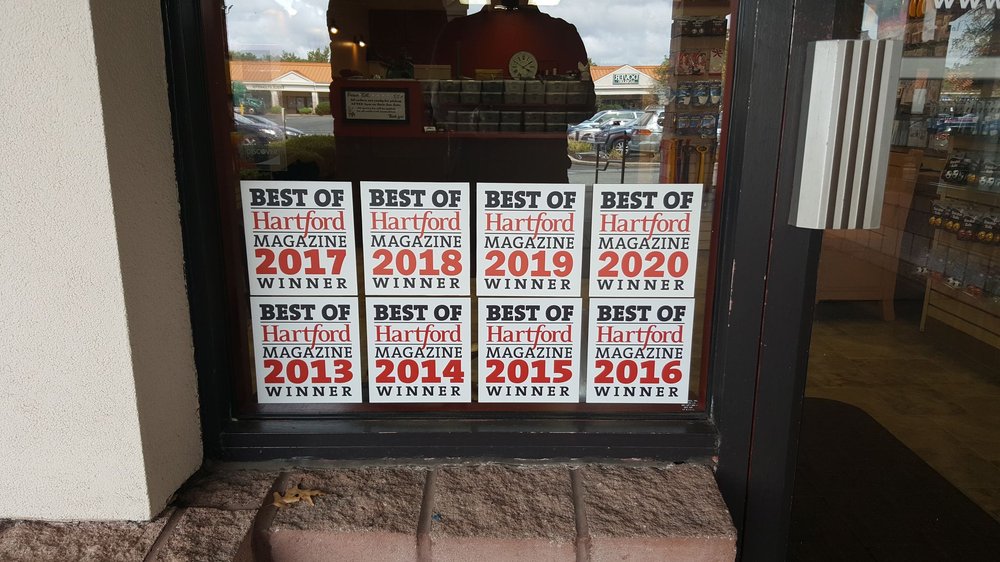 BEST OF
Hartford
MAGAZINE
2017
WINNER
BEST OF
Hartford
MAGAZINE
2018
WINNER
BEST OF
Hartford
MAGAZINE
2019
WINNER
BEST OF
Hartford
MAGAZINE
2020
WINNER
BEST OF
Hartford
MAGAZINE
2013
WINNER
BEST OF
Hartford
MAGAZINE
2014
WINNER
BEST OF
Hartford
MAGAZINE
2015
WINNER
BEST OF
Hartford
MAGAZINE
2016
WINNER